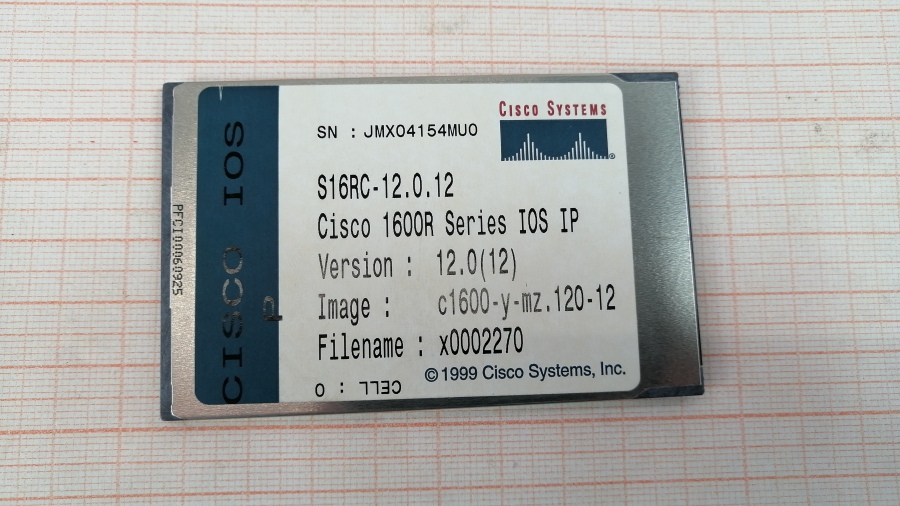 CISCO SYSTEMS
SN : JMX04154MU0
S16RC-12.0.12
Cisco 1600R Series IOS IP
Version : 12.0(12)
Image : c1600-y-mz.120-12
Filename : x0002270
© 1999 Cisco Systems, Inc.
CELL : 0
CISCO IOS
P
PFCI00060925